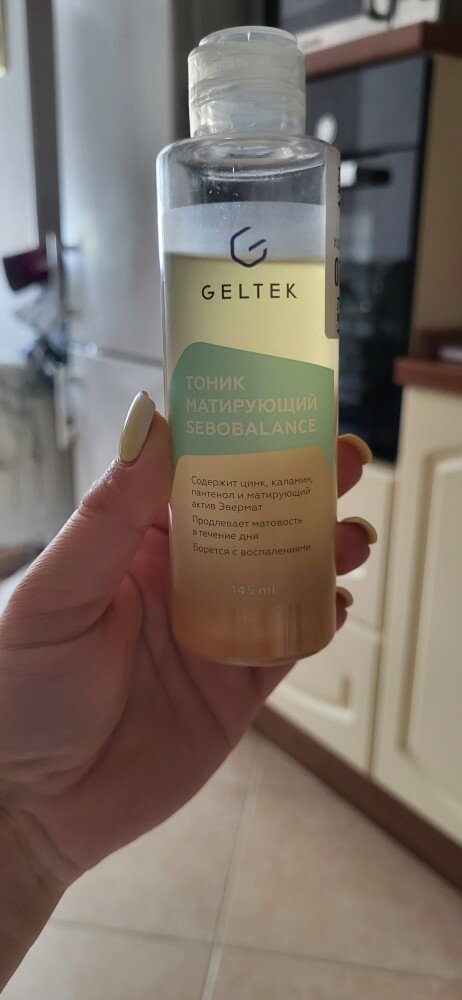 GELTEK
ТОНИК
МАТИРУЮЩИЙ
SEBOBALANCE
Содержит цинк, каламин,
пантенол и матирующий
актив Эвермат
Продлевает матовость
в течение дня
Борется с воспалениями
145 ml